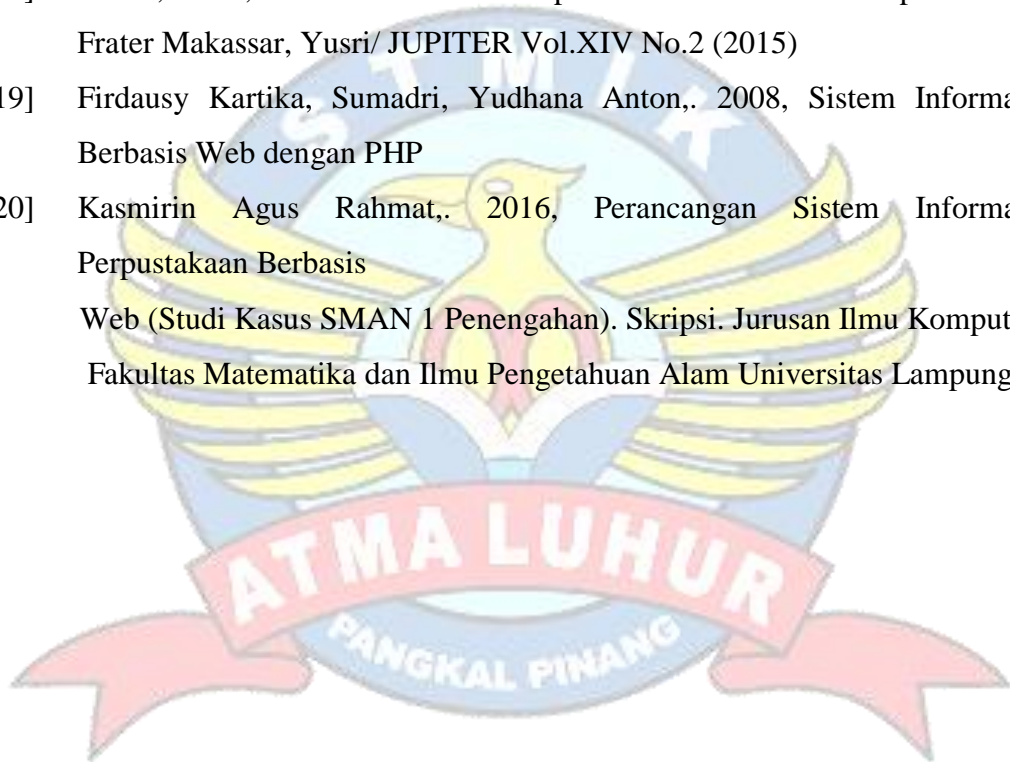 Frater Makassar, Yusri/ JUPITER Vol.XIV No.2 (2015)
19] Firdausy Kartika, Sumadri, Yudhana Anton,. 2008, Sistem Informa
Berbasis Web dengan PHP
20] Kasmirin Agus Rahmat,. 2016, Perancangan Sistem Informa
Perpustakaan Berbasis
Web (Studi Kasus SMAN 1 Penengahan). Skripsi. Jurusan Ilmu Komput
Fakultas Matematika dan Ilmu Pengetahuan Alam Universitas Lampung
STMIK
ATMA LUHUR
PANGKAL PINANG